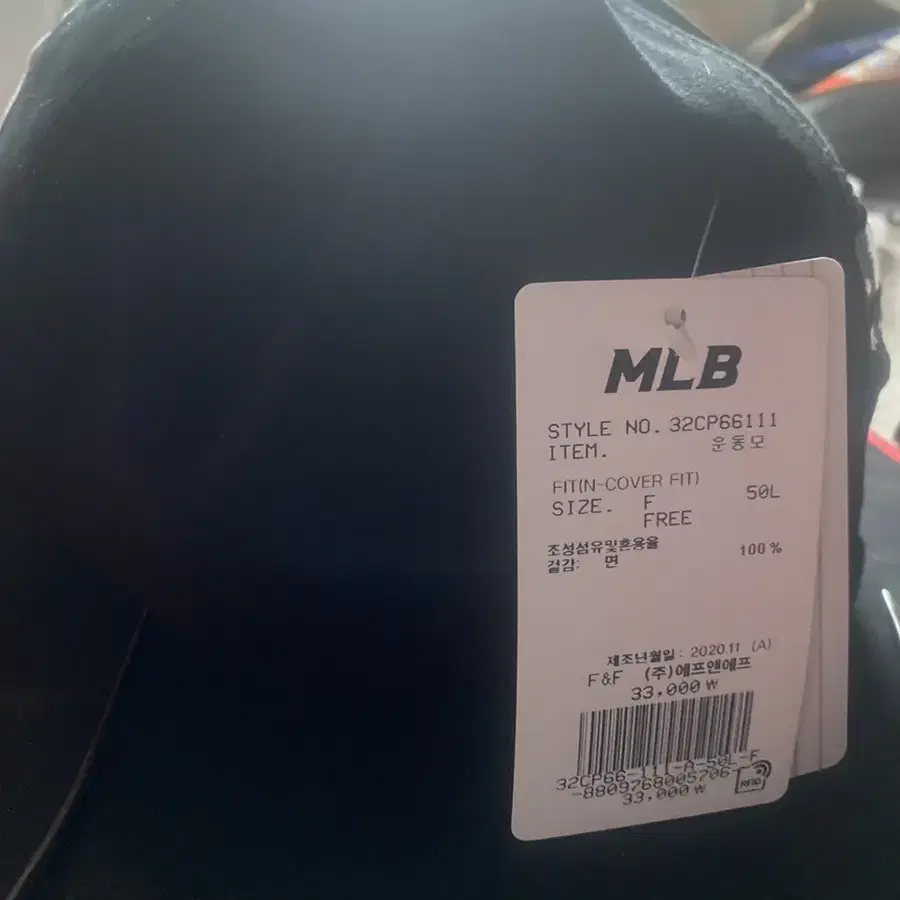 MLB
STYLE NO. 32CP66111
ITEM. 운동모
FIT(N-COVER FIT)
SIZE. F 50L
FREE
조성섬유및혼용율
겉감: 면 100%
제조년월일: 2020.11 (A)
F&F (주)에프앤에프
33,000₩
32CP66-111-A-50L-F
-8809768005706-
33,000₩
RFID